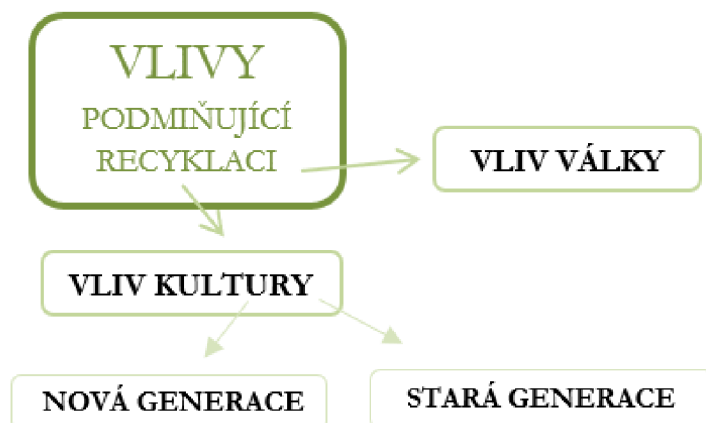 VLIVY
PODMIŇUJÍCÍ
RECYKLACI
VLIV VÁLKY
VLIV KULTURY
NOVÁ GENERACE
STARÁ GENERACE